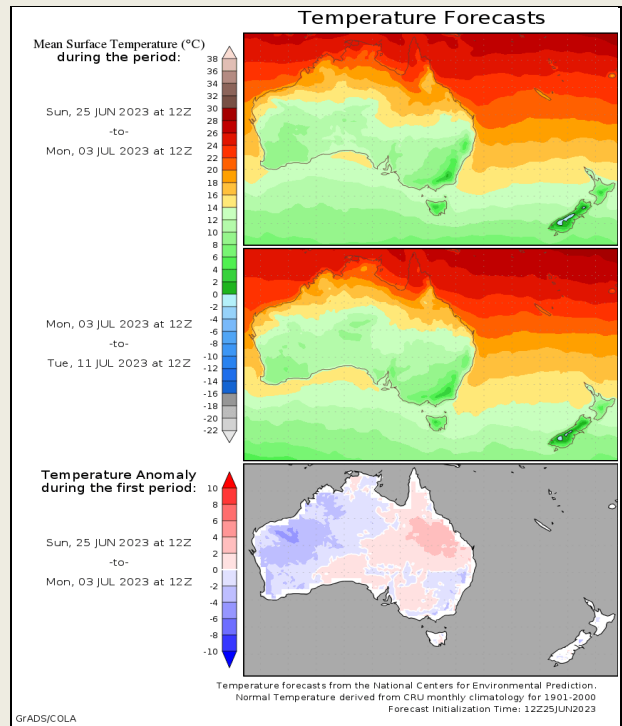 Temperature Forecasts
Mean Surface Temperature (°C)
during the period:
Sun, 25 JUN 2023 at 12Z
-to-
Mon, 03 JUL 2023 at 12Z
38
36
34
32
30
28
26
24
22
20
18
16
14
12
10
8
6
4
2
0
-2
-4
-6
-8
-10
-12
-14
-16
-18
-20
-22
Mon, 03 JUL 2023 at 12Z
-to-
Tue, 11 JUL 2023 at 12Z
Temperature Anomaly
during the first period:
Sun, 25 JUN 2023 at 12Z
-to-
Mon, 03 JUL 2023 at 12Z
10
8
6
4
2
0
-2
-4
-6
-8
-10
Temperature forecasts from the National Centers for Environmental Prediction.
Normal Temperature derived from CRU monthly climatology for 1901-2000
Forecast Initialization Time: 12Z25JUN2023
GrADS/COLA